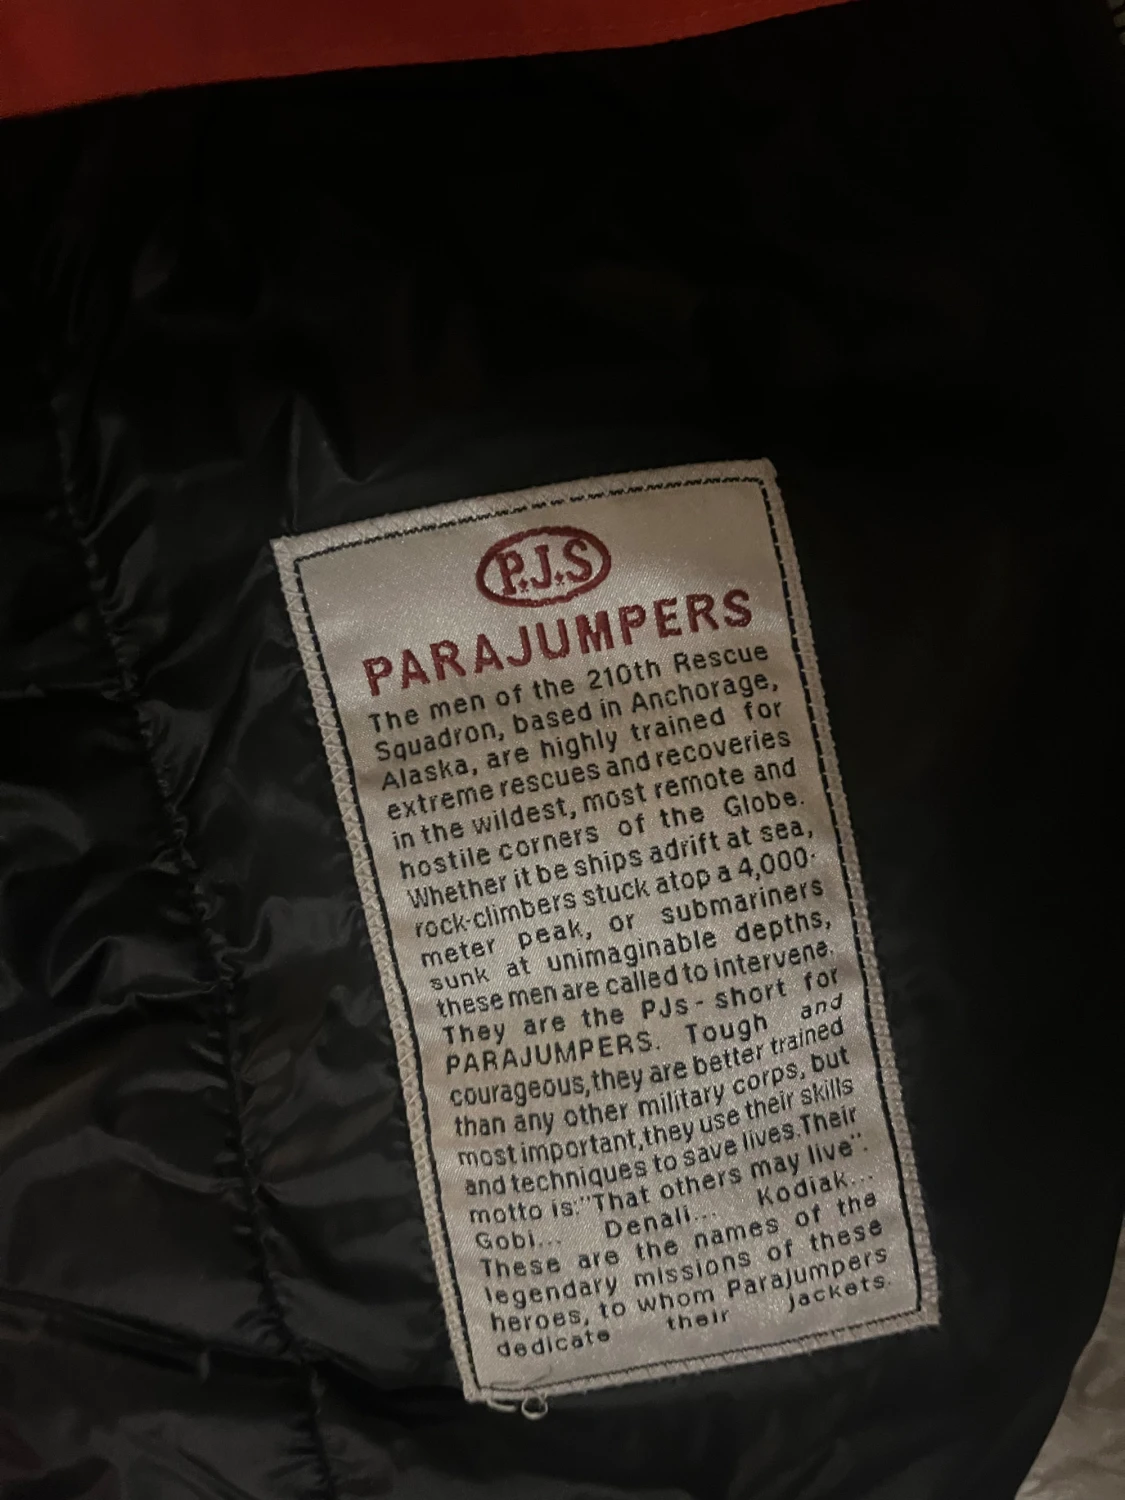 P.J.S
PARAJUMPERS
The men of the 210th Rescue
Squadron, based in Anchorage,
Alaska, are highly trained for
extreme rescues and recoveries
in the wildest, most remote and
hostile corners of the Globe.
Whether it be ships adrift at sea,
rock-climbers stuck atop a 4,000-
meter peak, or submariners
sunk at unimaginable depths,
these men are called to intervene.
They are the PJs - short for
PARAJUMPERS. Tough and
courageous, they are better trained
than any other military corps, but
most important, they use their skills
and techniques to save lives. Their
motto is:"That others may live".
Gobi... Denali... Kodiak...
These are the names of the
legendary missions of these
heroes, to whom Parajumpers
dedicate their jackets.